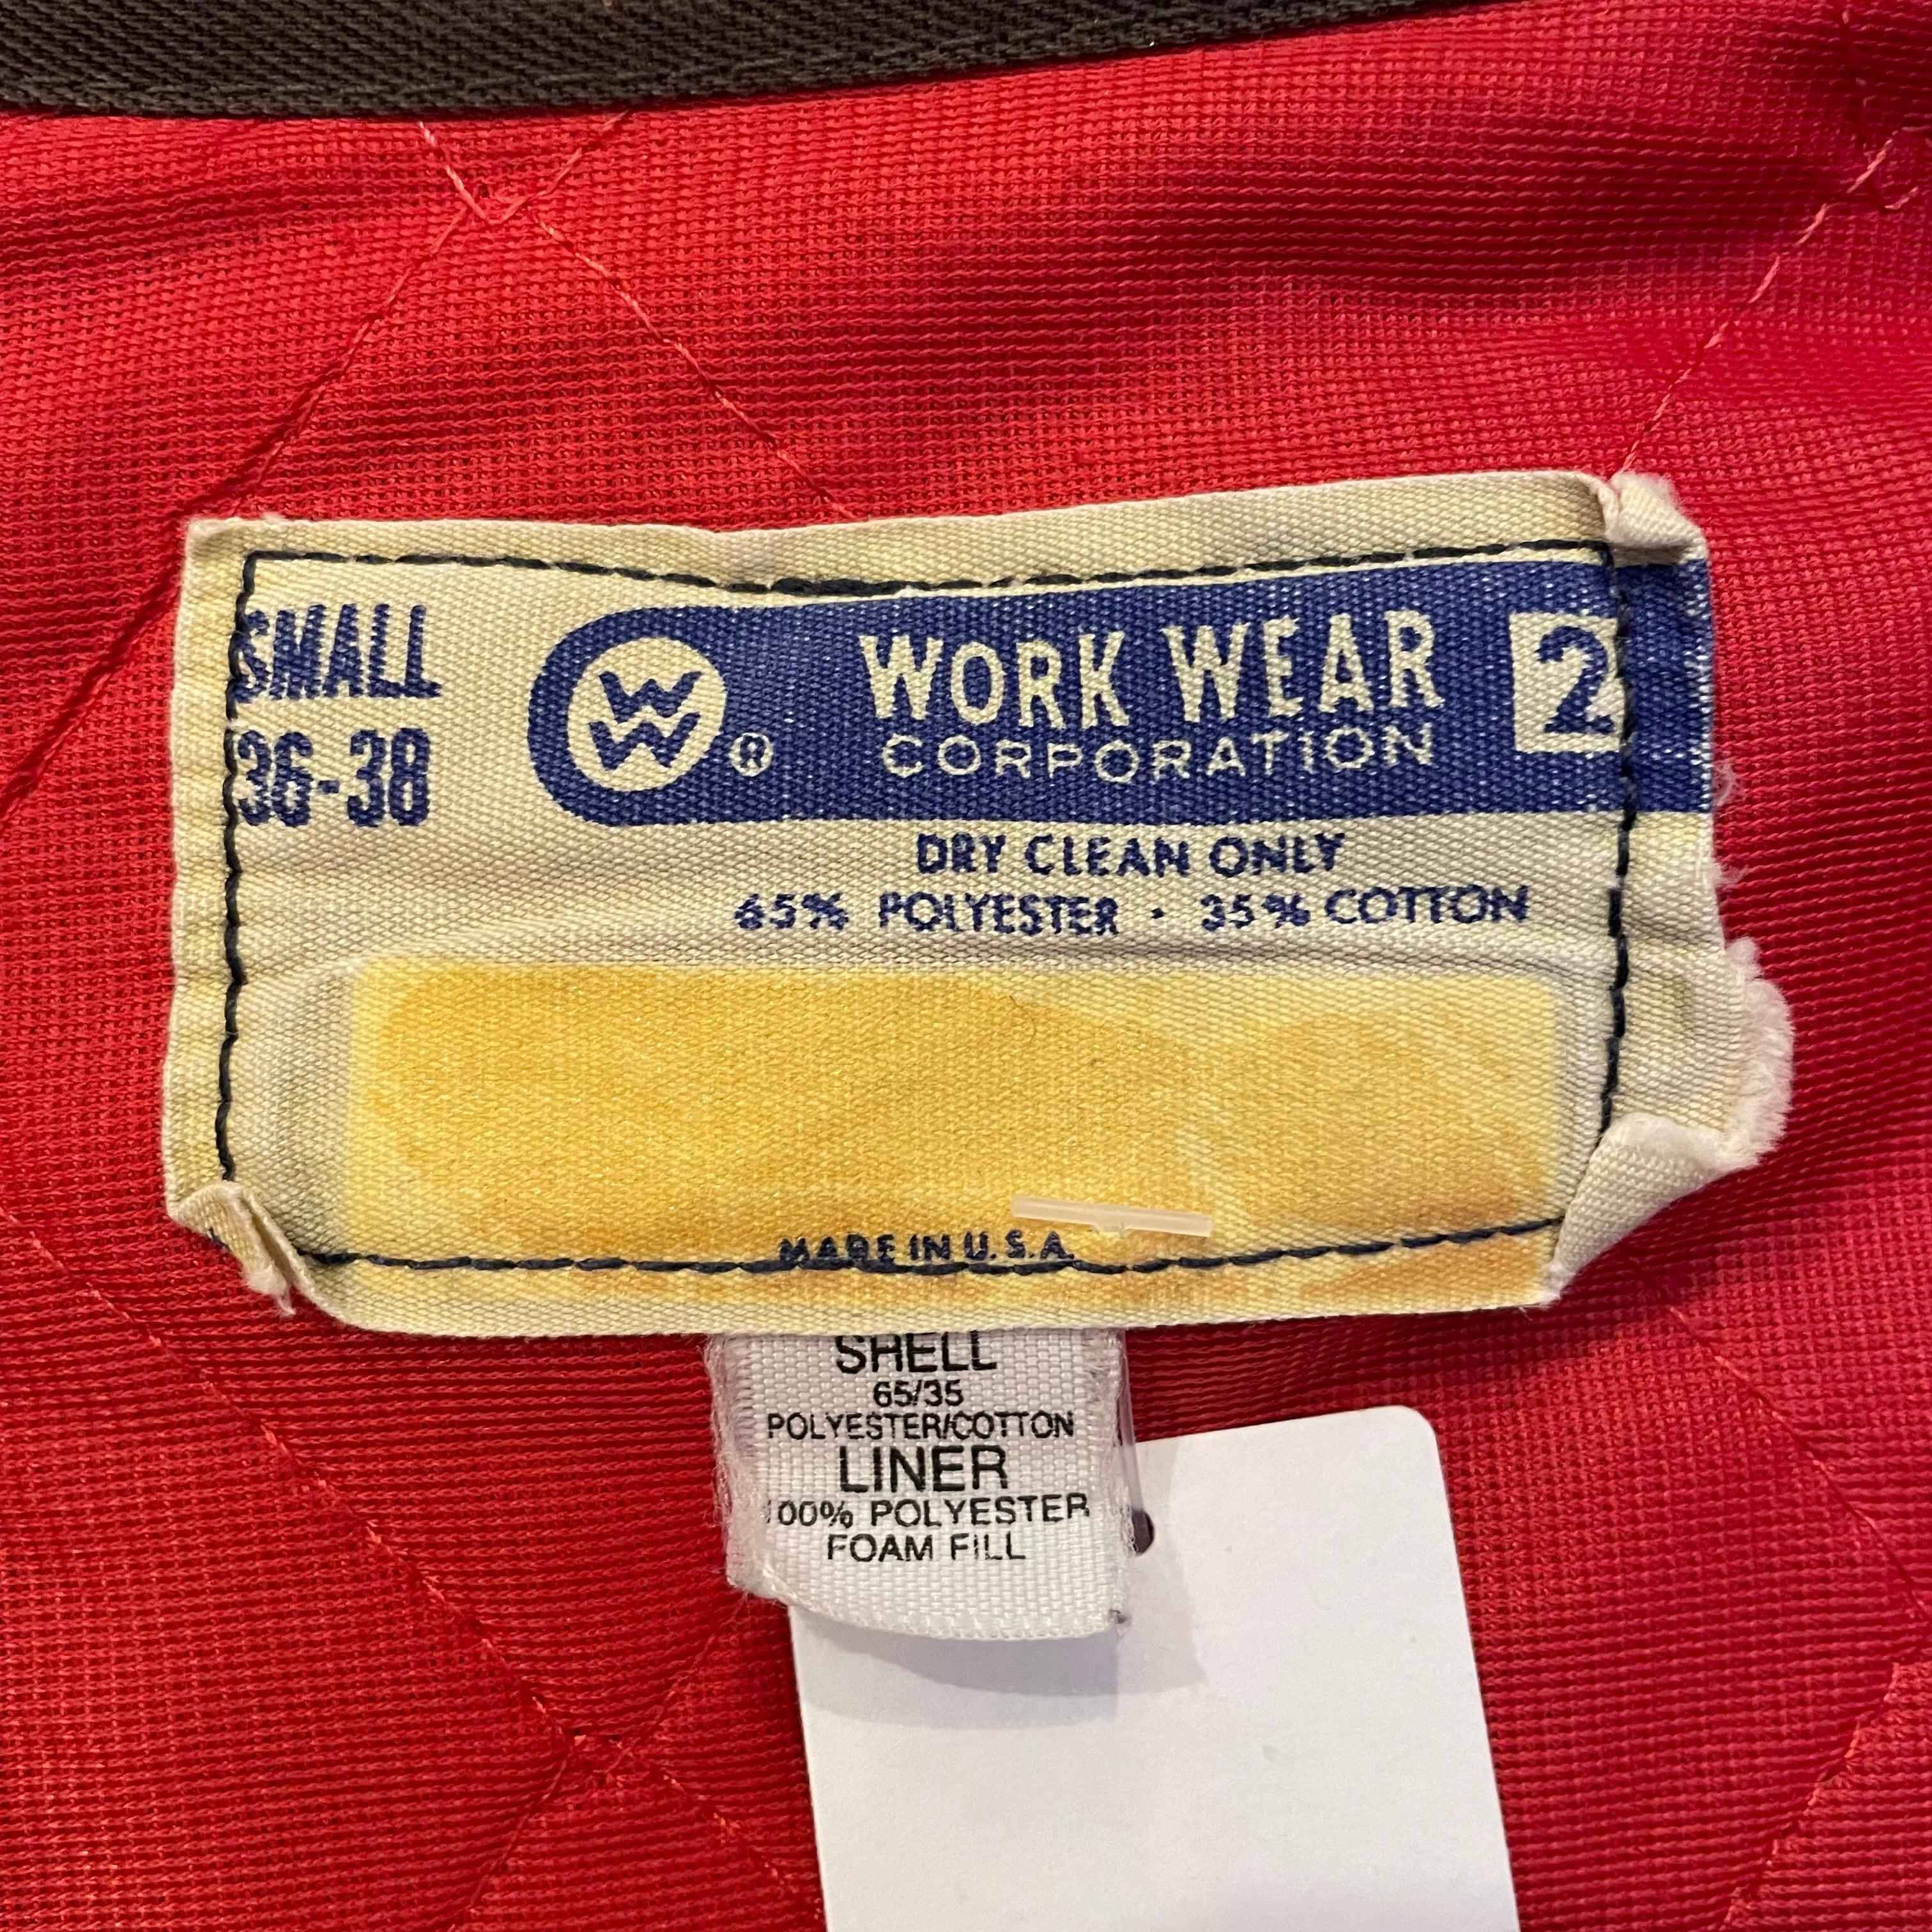 SMALL
36-38
WW
®
WORK WEAR
CORPORATION
2
DRY CLEAN ONLY
65% POLYESTER · 35% COTTON
MADE IN U.S.A.
SHELL
65/35
POLYESTER/COTTON
LINER
100% POLYESTER
FOAM FILL